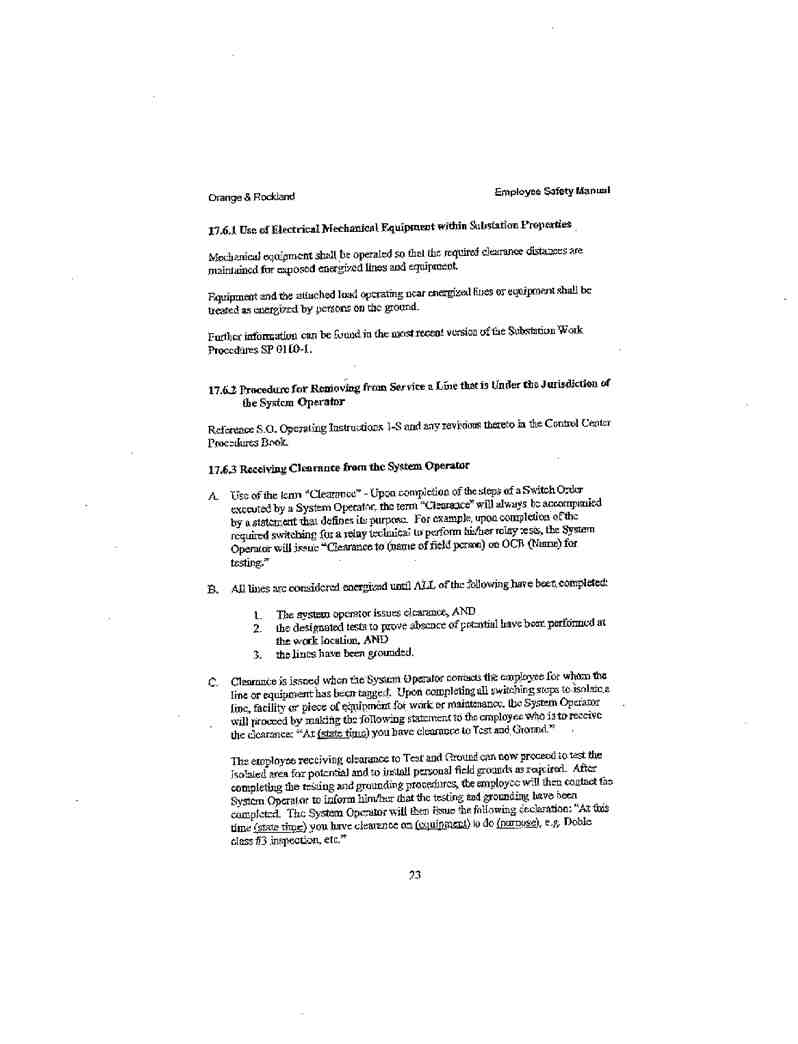 Orange & Rockland
Employee Safety Manual
17.6.1 Use of Electrical Mechanical Equipment within Substation Properties
Mechanical equipment shall be operated so that the required clearance distances are
maintained for exposed energized lines and equipment.
Equipment and the attached load operating near energized lines or equipment shall be
treated as energized by persons on the ground.
Further information can be found in the most recent version of the Substation Work
Procedures SP 0110-1.
17.6.2 Procedure for Removing from Service a Line that is Under the Jurisdiction of
the System Operator
Reference S.O. Operating Instructions 1-S and any revisions thereto in the Control Center
Procedures Book.
17.6.3 Receiving Clearance from the System Operator
A. Use of the term "Clearance" - Upon completion of the steps of a Switch Order
executed by a System Operator, the term "Clearance" will always be accompanied
by a statement that defines its purpose. For example, upon completion of the
required switching for a relay technical to perform his/her relay tests, the System
Operator will issue "Clearance to (name of field person) on OCB (Name) for
testing."
B. All lines are considered energized until ALL of the following have been completed:
1. The system operator issues clearance, AND
2. the designated tests to prove absence of potential have been performed at
the work location, AND
3. the lines have been grounded.
C. Clearance is issued when the System Operator contacts the employee for whom the
line or equipment has been tagged. Upon completing all switching steps to isolate a
line, facility or piece of equipment for work or maintenance, the System Operator
will proceed by making the following statement to the employee who is to receive
the clearance: "At (state time) you have clearance to Test and Ground."
The employee receiving clearance to Test and Ground can now proceed to test the
isolated area for potential and to install personal field grounds as required. After
completing the testing and grounding procedures, the employee will then contact the
System Operator to inform him/her that the testing and grounding have been
completed. The System Operator will then issue the following declaration: "At this
time (state time) you have clearance on (equipment) to do (purpose), e.g. Doble
class #3 inspection, etc."
23